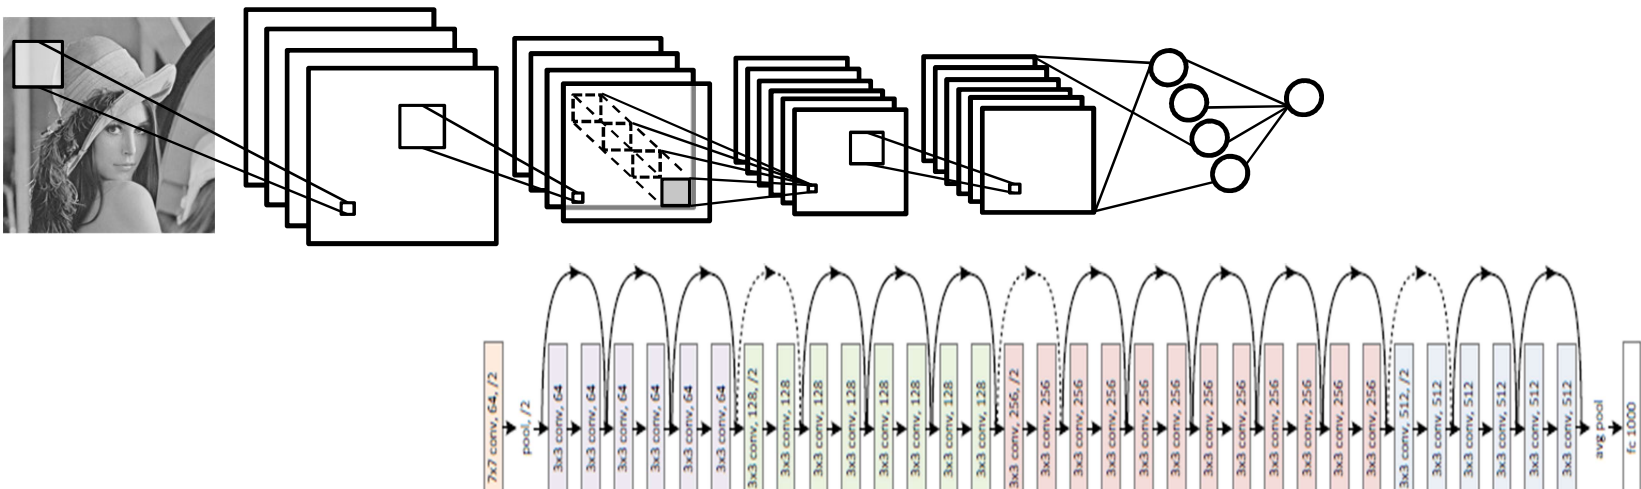 7x7 conv, 64, /2
pool, /2
3x3 conv, 64
3x3 conv, 64
3x3 conv, 64
3x3 conv, 64
3x3 conv, 64
3x3 conv, 64
3x3 conv, 128, /2
3x3 conv, 128
3x3 conv, 128
3x3 conv, 128
3x3 conv, 128
3x3 conv, 128
3x3 conv, 128
3x3 conv, 128
3x3 conv, 256, /2
3x3 conv, 256
3x3 conv, 256
3x3 conv, 256
3x3 conv, 256
3x3 conv, 256
3x3 conv, 256
3x3 conv, 256
3x3 conv, 256
3x3 conv, 256
3x3 conv, 256
3x3 conv, 256
3x3 conv, 512, /2
3x3 conv, 512
3x3 conv, 512
3x3 conv, 512
3x3 conv, 512
3x3 conv, 512
avg pool
fc 1000